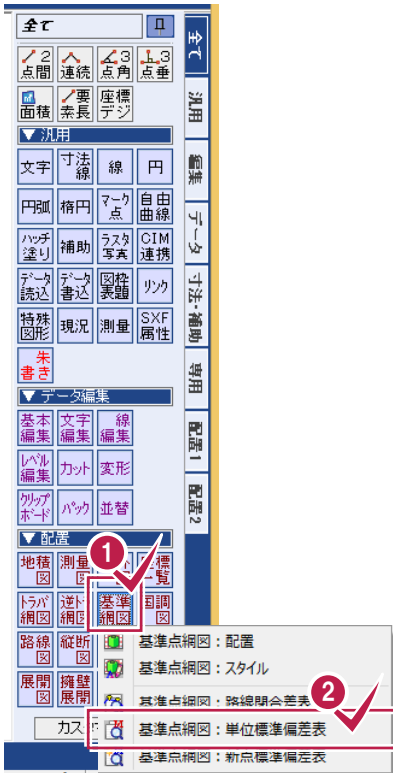 全て
2 点間
連続
3 点角
3 点垂
面積
要素長
座標デジ
▼ 汎用
文字
寸法線
線
円
円弧
楕円
マーク点
自由曲線
ハッチ塗り
補助
ラスタ写真
CIM連携
データ読込
データ書込
図枠表題
リンク
特殊図形
現況
測量
SXF属性
朱書き
▼ データ編集
基本編集
文字編集
線編集
レベル編集
カット
変形
クリップボード
パック
並替
▼ 配置
1
地積図
測量図
トラバ網図
逆ト網図
基準網図
国調図
路線図
縦断図
展開図
擁壁展開
基準点網図：配置
基準点網図：スタイル
基準点網図：路線閉合差表
2
基準点網図：単位標準偏差表
基準点網図：新点標準偏差表
全て
汎用
編集
データ
寸法・補助
専用
配置1
配置2